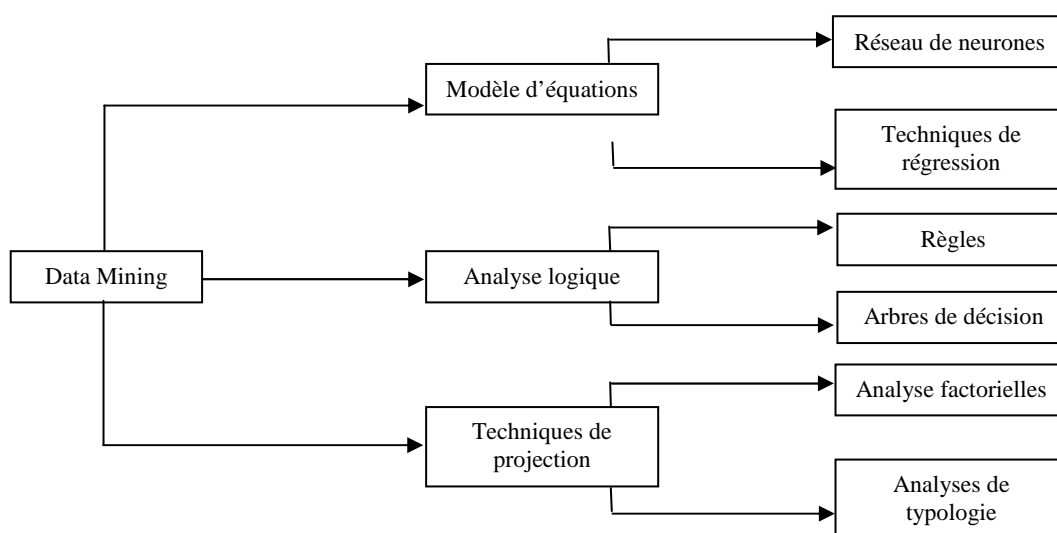 Réseau de neurones
Modèle d'équations
Techniques de
régression
Règles
Data Mining
Analyse logique
Arbres de décision
Analyse factorielles
Techniques de
projection
Analyses de
typologie